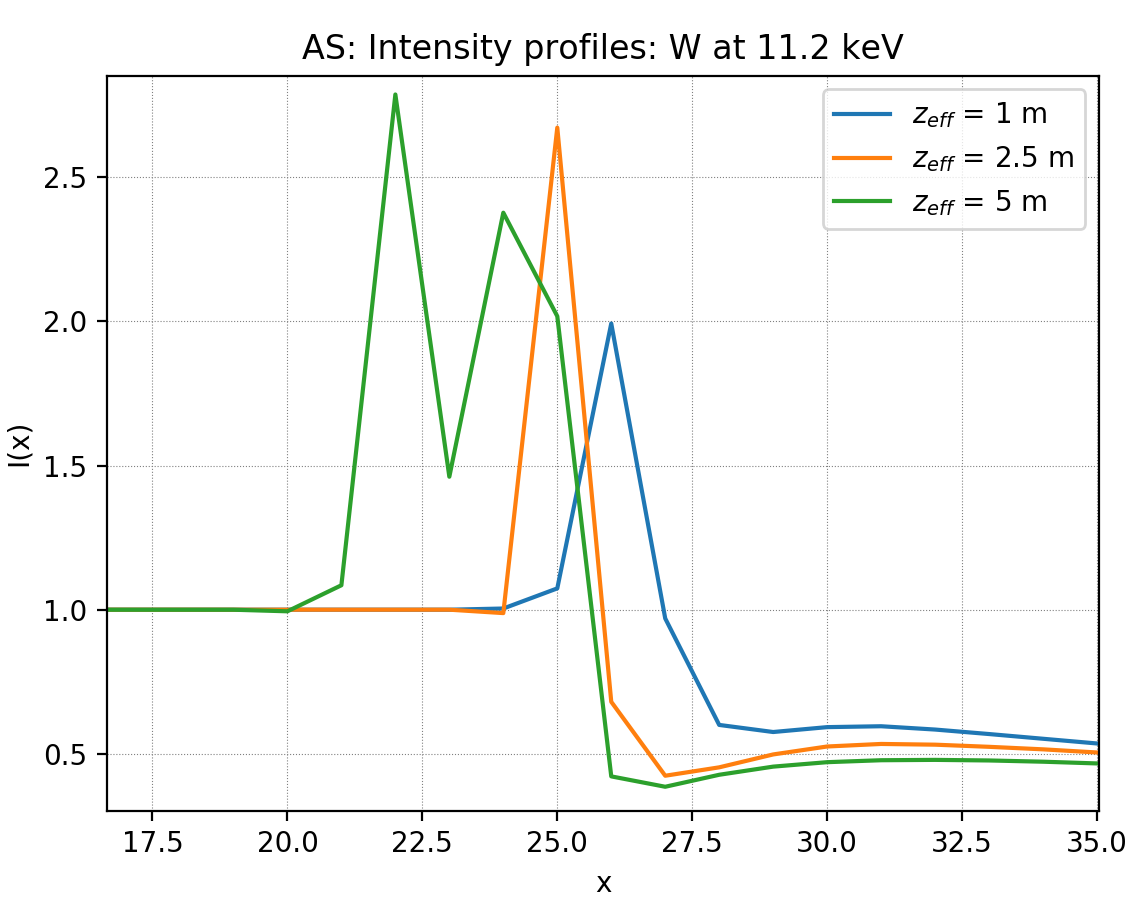 AS: Intensity profiles: W at 11.2 keV
z_eff = 1 m
z_eff = 2.5 m
z_eff = 5 m
I(x)
2.5
2.0
1.5
1.0
0.5
17.5 20.0 22.5 25.0 27.5 30.0 32.5 35.0
x